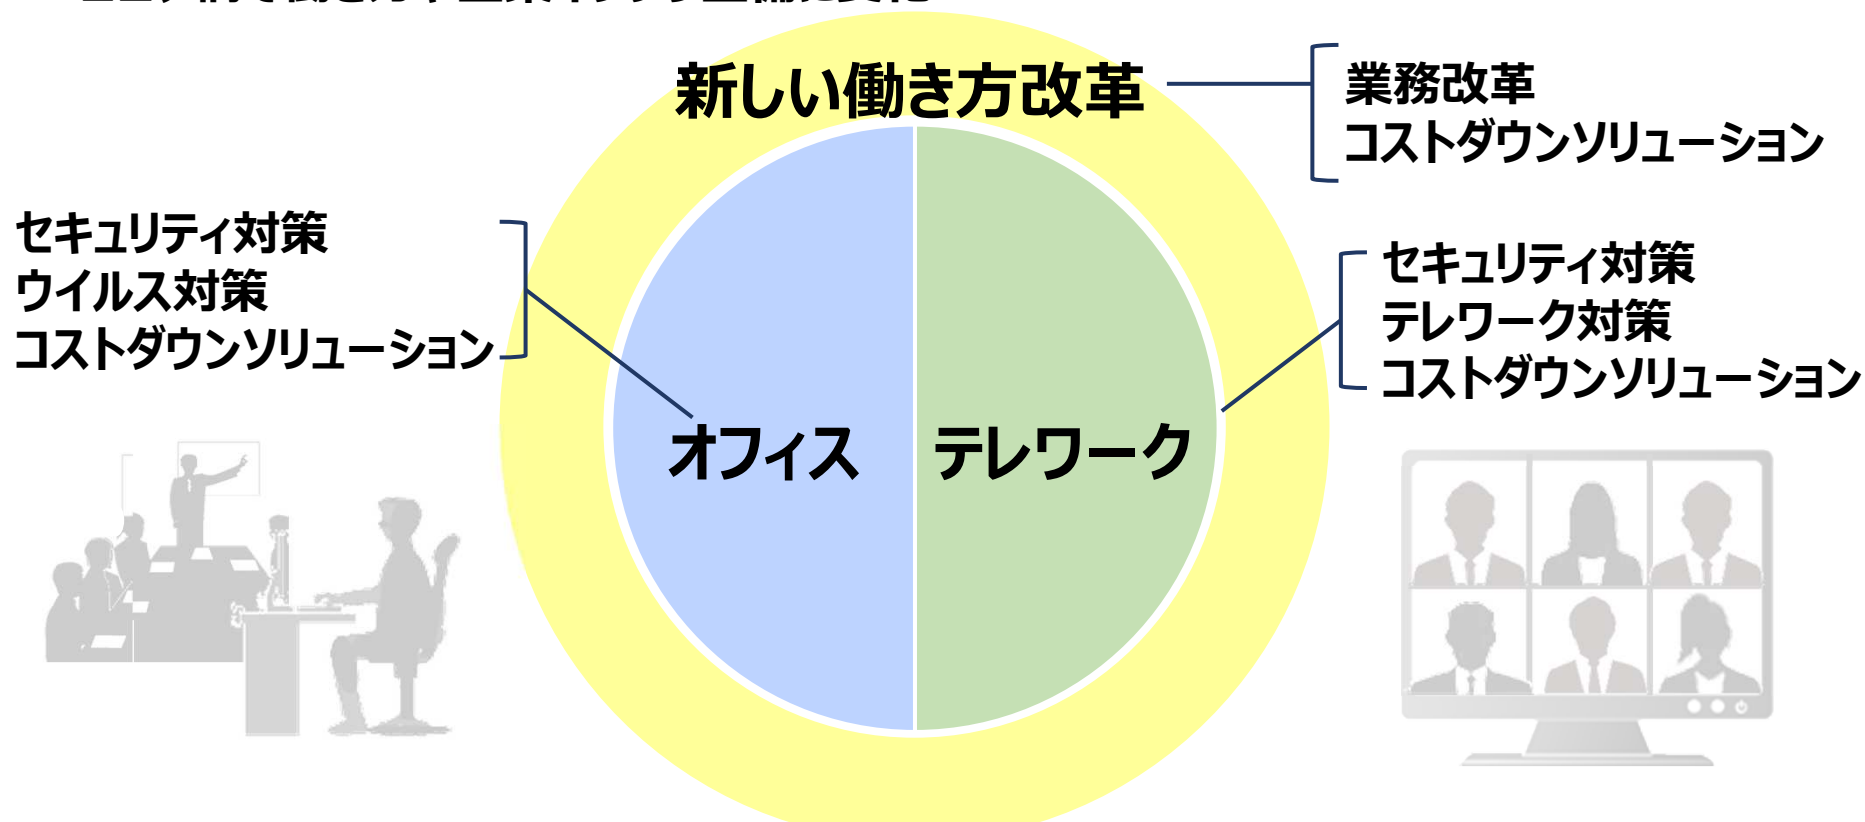 新しい働き方改革
業務改革
コストダウンソリューション
セキュリティ対策
ウイルス対策
コストダウンソリューション
セキュリティ対策
テレワーク対策
コストダウンソリューション
オフィス
テレワーク